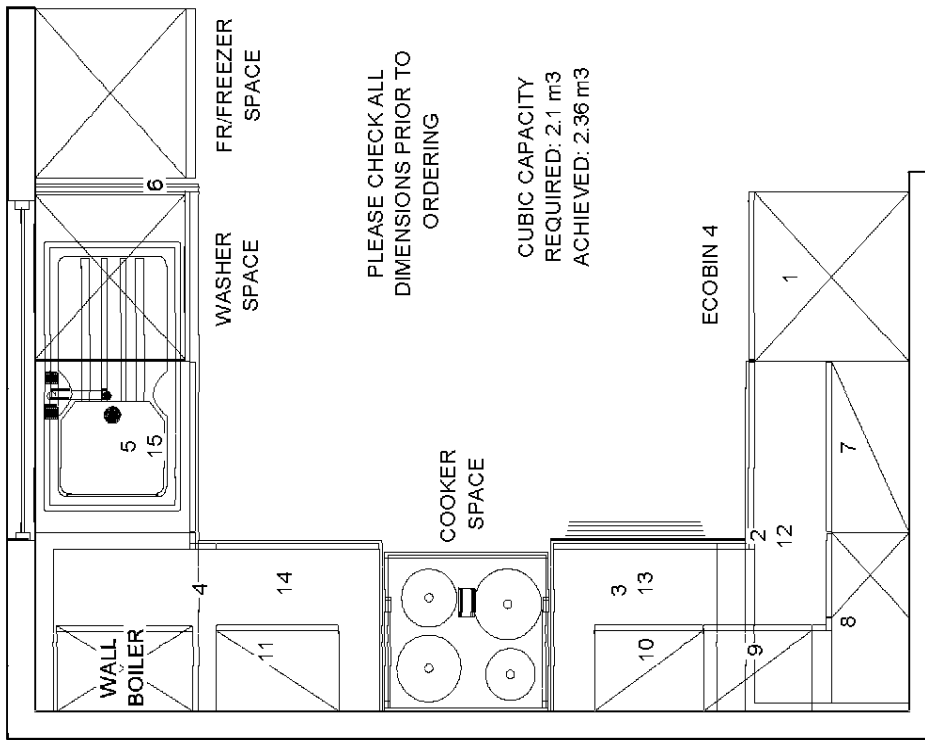 FR/FREEZER
SPACE
PLEASE CHECK ALL
DIMENSIONS PRIOR TO
ORDERING
CUBIC CAPACITY
REQUIRED: 2.1 m3
ACHIEVED: 2.36 m3
6
WASHER
SPACE
ECOBIN 4
1
5
15
COOKER
SPACE
7
2
12
4
14
3
13
8
WALL
BOILER
11
10
9